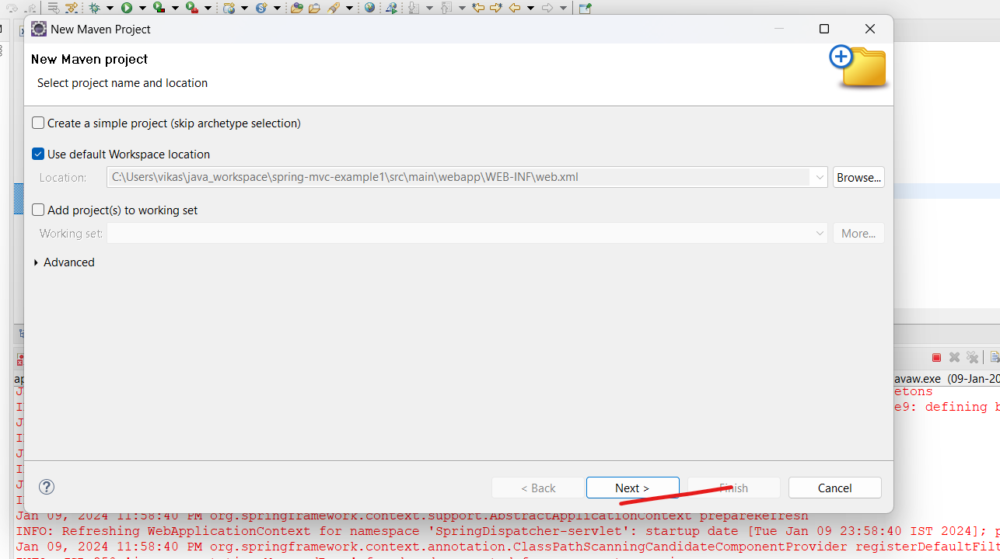 New Maven Project
New Maven project
Select project name and location
Create a simple project (skip archetype selection)
Use default Workspace location
Location: C:\Users\vikas\java_workspace\spring-mvc-example1\src\main\webapp\WEB-INF\web.xml Browse...
Add project(s) to working set
Working set: More...
Advanced
avaw.exe (09-Jan-20
etons
e9: defining b
< Back Next > Finish Cancel
Jan 09, 2024 11:58:40 PM org.springframework.context.support.AbstractApplicationContext prepareRefresh
INFO: Refreshing WebApplicationContext for namespace 'SpringDispatcher-servlet': startup date [Tue Jan 09 23:58:40 IST 2024]; p
Jan 09, 2024 11:58:40 PM org.springframework.context.annotation.ClassPathScanningCandidateComponentProvider registerDefaultFilt